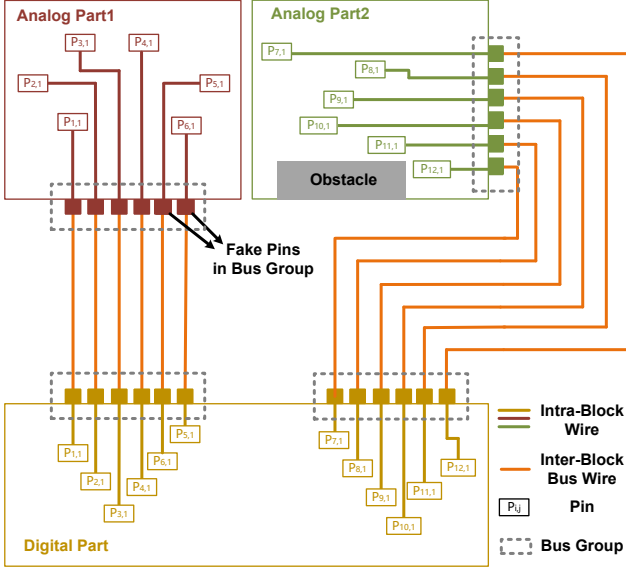 Analog Part1
Analog Part2
P4,1
P3,1
P2,1
P5,1
P1,1
P6,1
P7,1
P8,1
P9,1
P10,1
P11,1
P12,1
Obstacle
Fake Pins
in Bus Group
P1,1
P2,1
P3,1
P4,1
P6,1
P5,1
P7,1
P8,1
P9,1
P10,1
P11,1
P12,1
Digital Part
Intra-Block
Wire
Inter-Block
Bus Wire
Pi,j
Pin
Bus Group